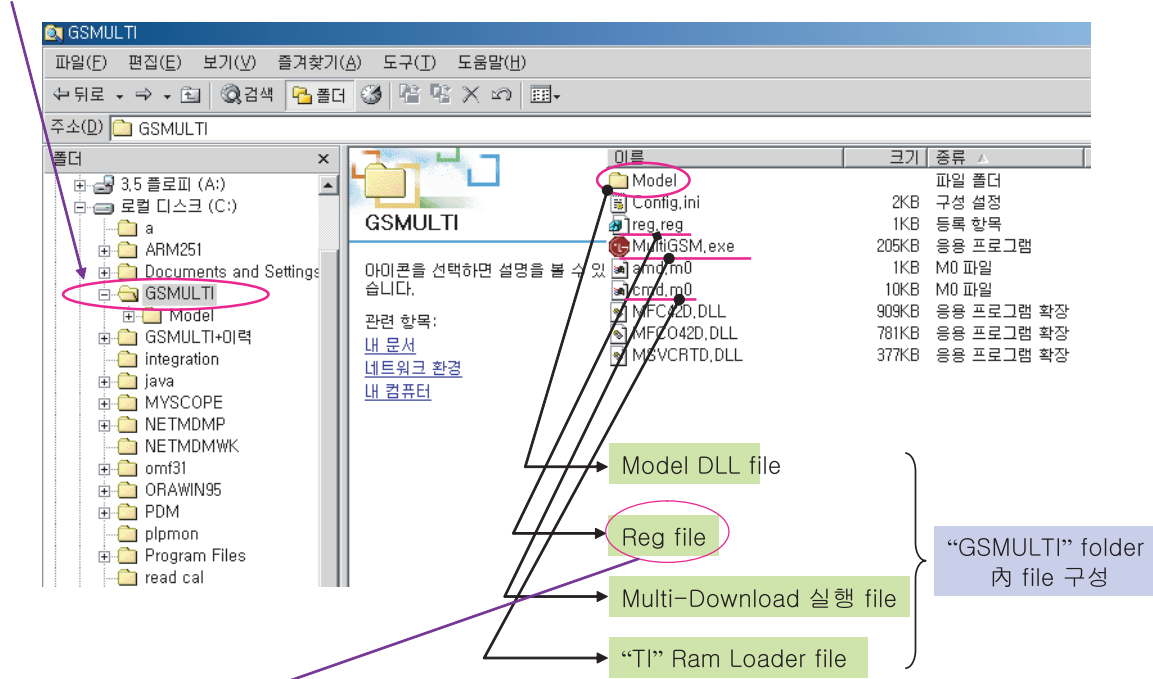 GSMULTI
파일(F) 편집(E) 보기(V) 즐겨찾기(A) 도구(T) 도움말(H)
뒤로 검색 폴더
주소(D) GSMULTI
폴더 ×
3,5 플로피 (A:)
로컬 디스크 (C:)
a
ARM251
Documents and Settings
GSMULTI
Model
GSMULTI+이력
integration
java
MYSCOPE
NETMDMP
NETMDMWK
omf31
ORAWIN95
PDM
plpmon
Program Files
read cal
GSMULTI
아이콘을 선택하면 설명을 볼 수 있
습니다.
관련 항목:
내 문서
네트워크 환경
내 컴퓨터
이름 크기 종류
Model 파일 폴더
Config.ini 2KB 구성 설정
reg.reg 1KB 등록 항목
MultiGSM.exe 205KB 응용 프로그램
amd.m0 1KB M0 파일
cmd.m0 10KB M0 파일
MFC42D.DLL 909KB 응용 프로그램 확장
MFCO42D.DLL 781KB 응용 프로그램 확장
MSVCRTD.DLL 377KB 응용 프로그램 확장
Model DLL file
Reg file
Multi-Download 실행 file
“TI” Ram Loader file
“GSMULTI” folder
內 file 구성